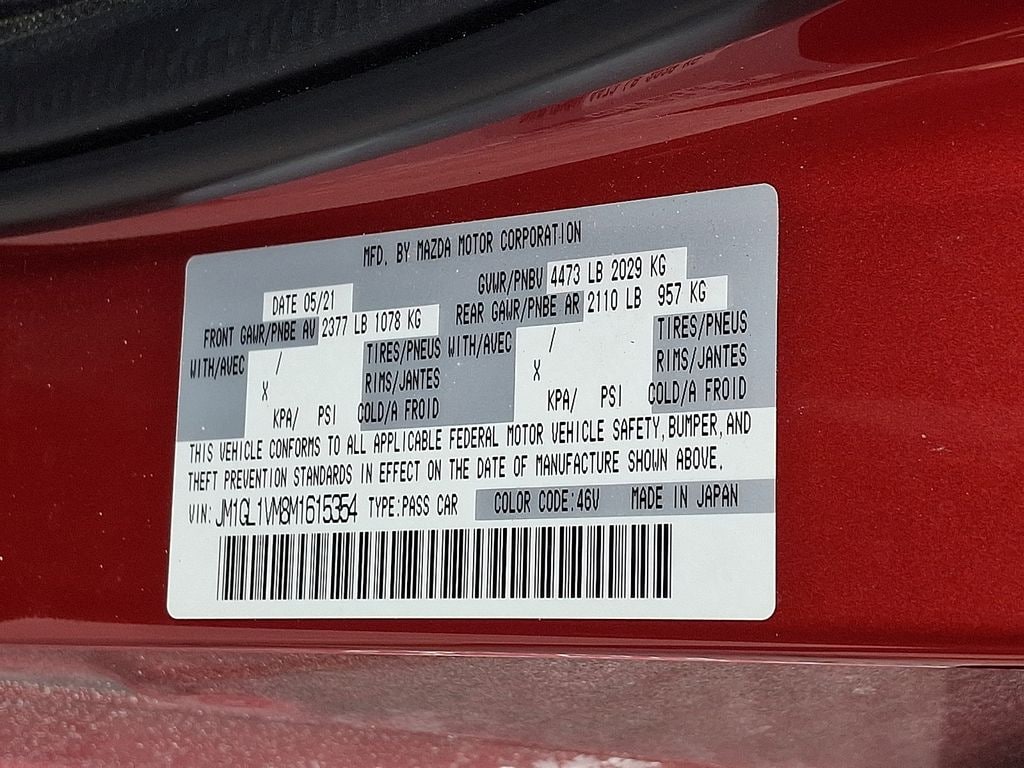 MFD. BY MAZDA MOTOR CORPORATION
DATE 05/21 GVWR/PNBV 4473 LB 2029 KG
FRONT GAWR/PNBE AV 2377 LB 1078 KG REAR GAWR/PNBE AR 2110 LB 957 KG
WITH/AVEC / TIRES/PNEUS WITH/AVEC / TIRES/PNEUS
X RIMS/JANTES X RIMS/JANTES
KPA/ PSI COLD/A FROID KPA/ PSI COLD/A FROID
THIS VEHICLE CONFORMS TO ALL APPLICABLE FEDERAL MOTOR VEHICLE SAFETY, BUMPER, AND
THEFT PREVENTION STANDARDS IN EFFECT ON THE DATE OF MANUFACTURE SHOWN ABOVE.
VIN: JM1GL1VM8M1615354 TYPE:PASS CAR COLOR CODE:46V MADE IN JAPAN